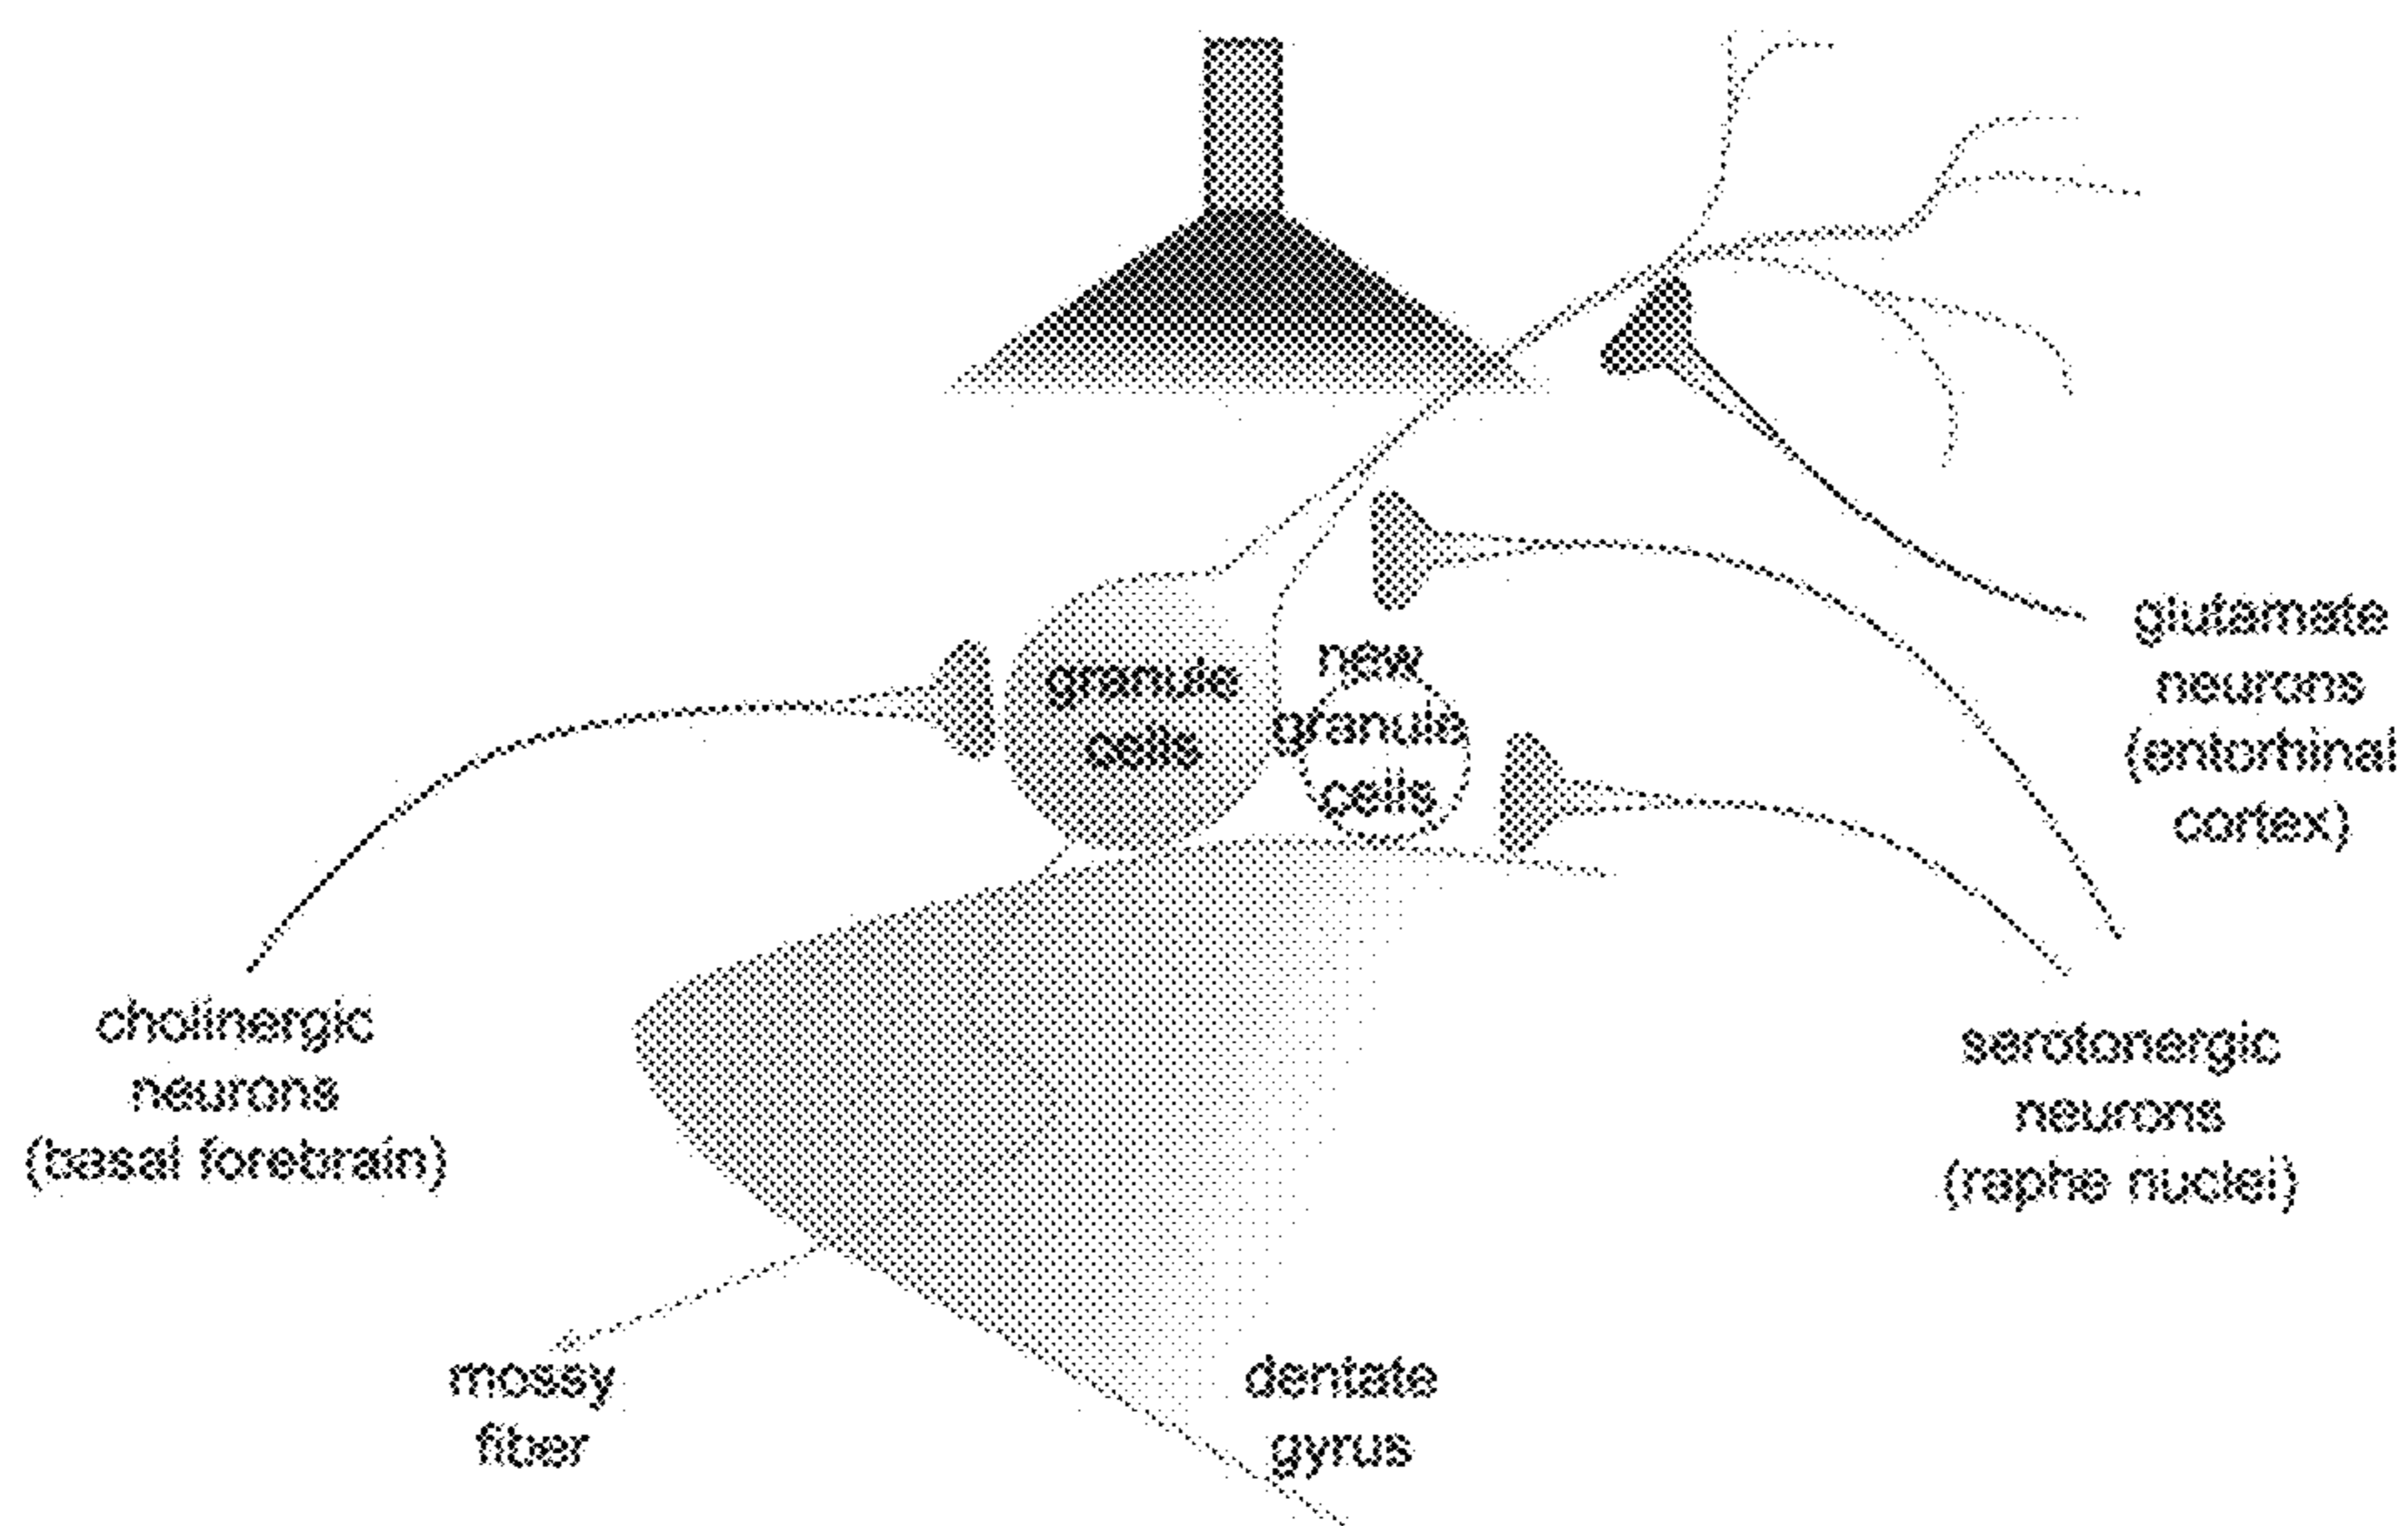 granule
cells
new
granule
cells
glutamate
neurons
(entorhinal
cortex)
cholinergic
neurons
(basal forebrain)
serotonergic
neurons
(raphe nuclei)
mossy
fiber
dentate
gyrus